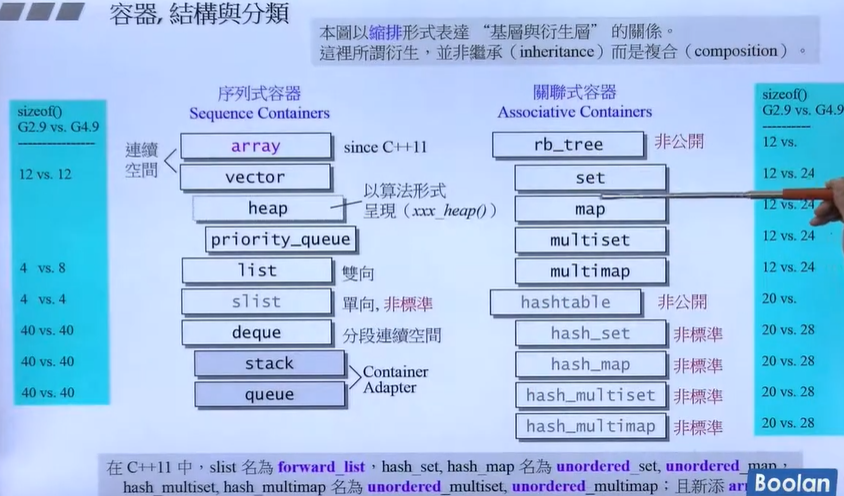 容器, 結構與分類
本圖以縮排形式表達 “基層與衍生層” 的關係。
這裡所謂衍生，並非繼承（inheritance）而是複合（composition）。
sizeof()
G2.9 vs. G4.9
12 vs. 12
4 vs. 8
4 vs. 4
40 vs. 40
40 vs. 40
40 vs. 40
序列式容器
Sequence Containers
連續
空間
array
since C++11
vector
heap
以算法形式
呈現（xxx_heap()）
priority_queue
list
雙向
slist
單向, 非標準
deque
分段連續空間
stack
queue
Container
Adapter
關聯式容器
Associative Containers
rb_tree
非公開
set
map
multiset
multimap
hashtable
非公開
hash_set
非標準
hash_map
非標準
hash_multiset
非標準
hash_multimap
非標準
sizeof()
G2.9 vs. G4.9
12 vs.
12 vs. 24
12 vs. 24
12 vs. 24
12 vs. 24
20 vs.
20 vs. 28
20 vs. 28
20 vs. 28
20 vs. 28
在 C++11 中，slist 名為 forward_list，hash_set, hash_map 名為 unordered_set, unordered_map，
hash_multiset, hash_multimap 名為 unordered_multiset, unordered_multimap；且新添
Boolan